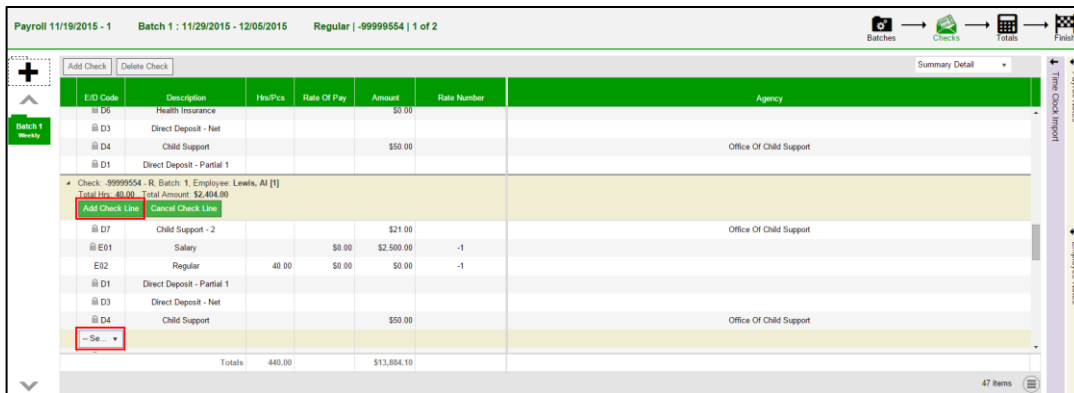 Payroll 11/19/2015 - 1 Batch 1 : 11/29/2015 - 12/05/2015 Regular | -99999554 | 1 of 2
Batches Checks Totals Finish
Add Check Delete Check Summary Detail
Batch 1
Weekly
E/D Code Description Hrs/Pcs Rate Of Pay Amount Rate Number Agency
D6 Health Insurance $0.00
D3 Direct Deposit - Net
D4 Child Support $50.00 Office Of Child Support
D1 Direct Deposit - Partial 1
Check: -99999554 - R, Batch: 1, Employee: Lewis, Al [1]
Total Hrs: 40.00 , Total Amount: $2,404.00
Add Check Line Cancel Check Line
D7 Child Support - 2 $21.00 Office Of Child Support
E01 Salary $0.00 $2,500.00 -1
E02 Regular 40.00 $0.00 $0.00 -1
D1 Direct Deposit - Partial 1
D3 Direct Deposit - Net
D4 Child Support $50.00 Office Of Child Support
-- Se...
Totals 440.00 $13,884.10
47 items
Time Clock Import